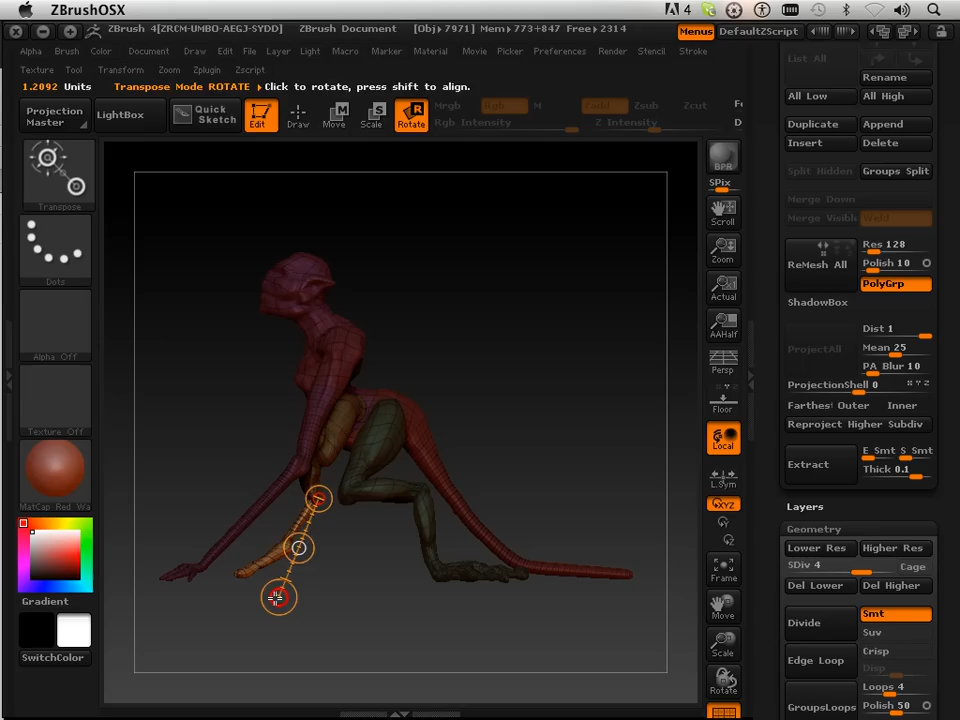 ZBrushOSX
4
ZBrush 4[ZRCM-UMBO-AEGJ-SYDD] ZBrush Document [Obj▸ 7971] Mem▸773+847 Free▸2314
Menus
DefaultZScript
Alpha Brush Color Document Draw Edit File Layer Light Macro Marker Material Movie Picker Preferences Render Stencil Stroke
Texture Tool Transform Zoom Zplugin Zscript
1.2092 Units
Transpose Mode ROTATE ▸Click to rotate, press shift to align.
Projection Master
LightBox
Quick Sketch
Edit
Draw
Move
Scale
Rotate
Mrgb Rgb M
Rgb Intensity
Zadd Zsub Zcut
Z Intensity
Fo
D
Transpose
Dots
Alpha Off
Texture Off
MatCap Red Wa
Gradient
SwitchColor
BPR
SPix
Scroll
Zoom
Actual
AAHalf
Persp
Floor
Local
L.Sym
XYZ
Frame
Move
Scale
Rotate
List All
Rename
All Low
All High
Duplicate
Append
Insert
Delete
Split Hidden
Groups Split
Merge Down
Merge Visible
Weld
ReMesh All
Res 128
Polish 10
PolyGrp
ShadowBox
ProjectAll
Dist 1
Mean 25
PA Blur 10
ProjectionShell 0
Farthest
Outer
Inner
Reproject Higher Subdiv
Extract
E Smt
S Smt
Thick 0.1
Layers
Geometry
Lower Res
Higher Res
SDiv 4
Cage
Del Lower
Del Higher
Divide
Smt
Suv
Edge Loop
Crisp
Disp
GroupsLoops
Loops 4
Polish 50